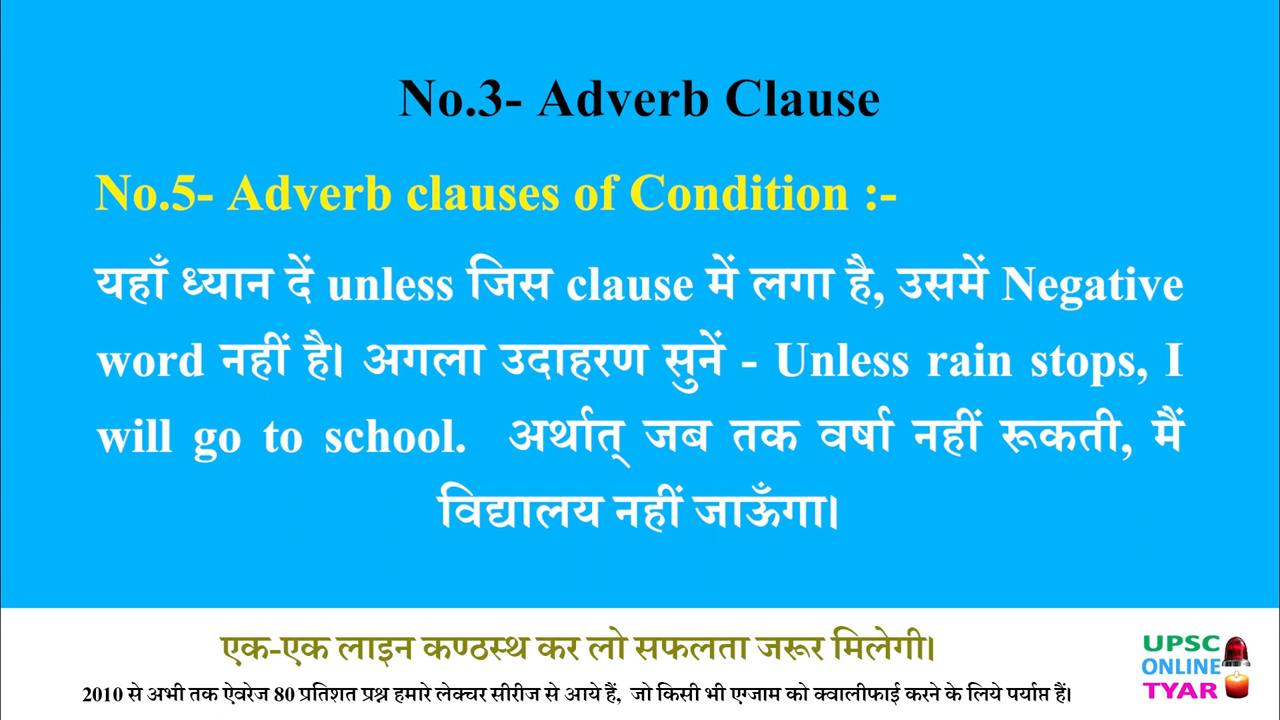 No.3- Adverb Clause
No.5- Adverb clauses of Condition :-
यहाँ ध्यान दें unless जिस clause में लगा है, उसमें Negative
word नहीं है। अगला उदाहरण सुनें - Unless rain stops, I
will go to school. अर्थात् जब तक वर्षा नहीं रूकती, मैं
विद्यालय नहीं जाऊँगा।
एक-एक लाइन कण्ठस्थ कर लो सफलता जरूर मिलेगी।
2010 से अभी तक ऐवरेज 80 प्रतिशत प्रश्न हमारे लेक्चर सीरीज से आये हैं, जो किसी भी एग्जाम को क्वालीफाई करने के लिये पर्याप्त हैं।
UPSC
ONLINE
TYAR